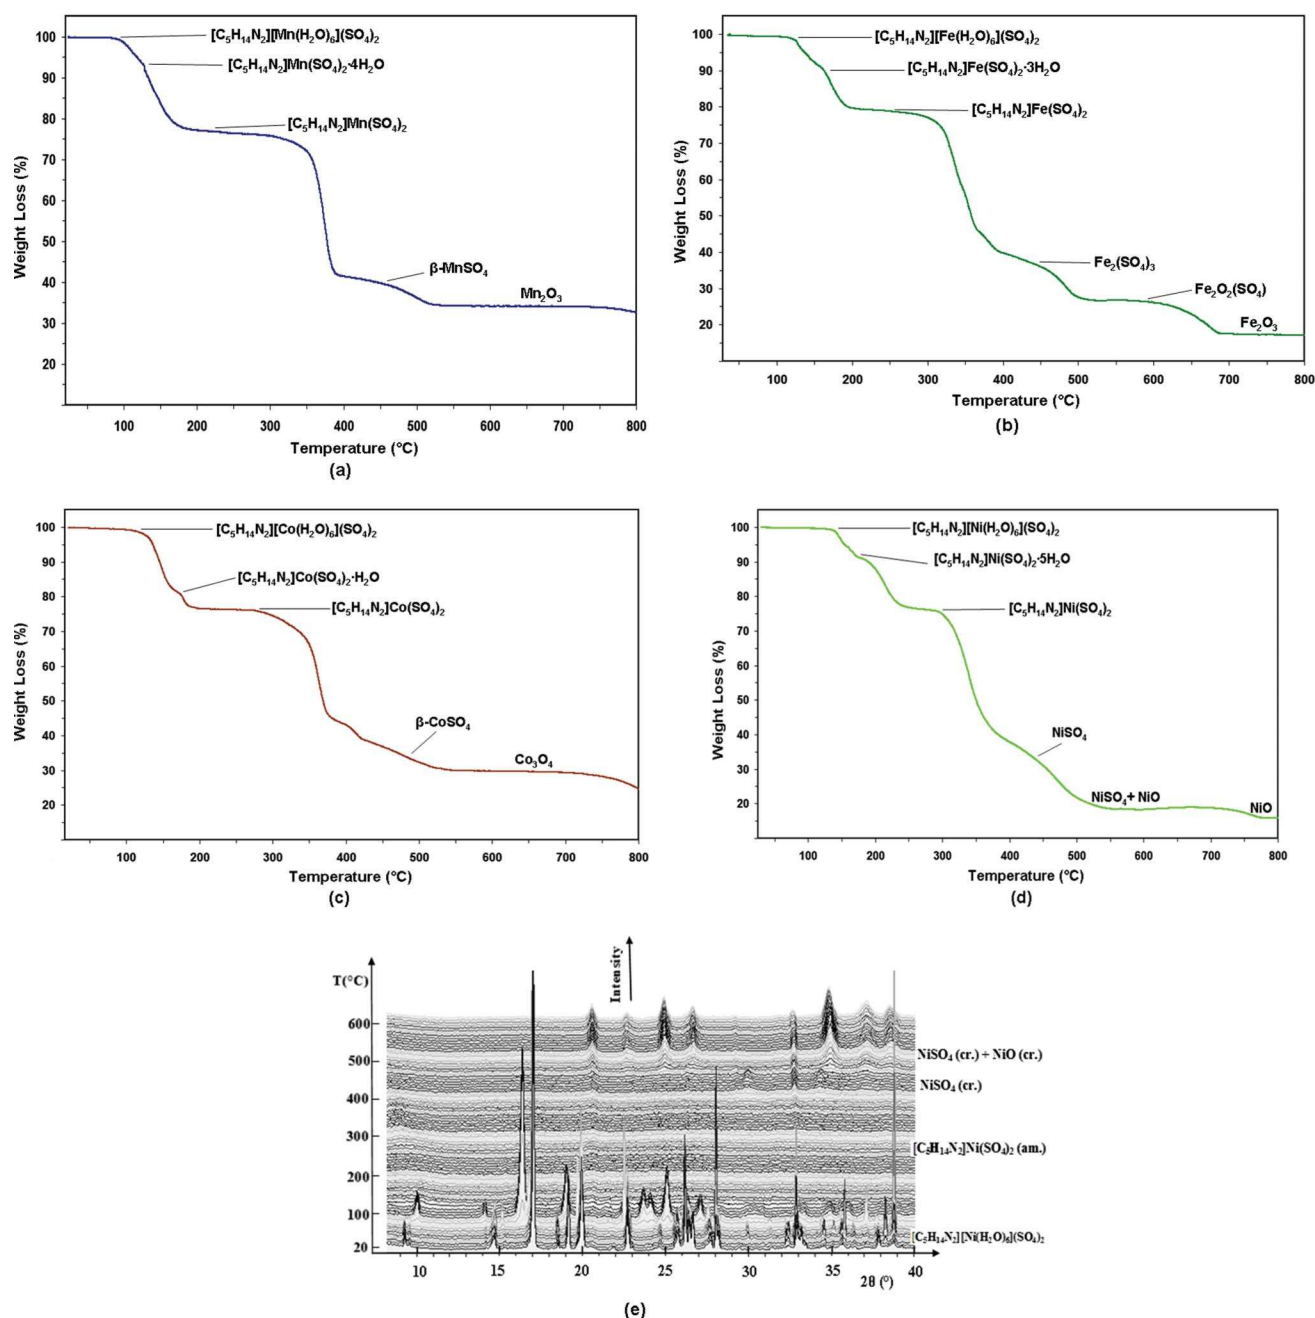 100
90
80
70
60
50
40
30
20
Weight Loss (%)
[C₅H₁₄N₂][Mn(H₂O)₆](SO₄)₂
[C₅H₁₄N₂]Mn(SO₄)₂·4H₂O
[C₅H₁₄N₂]Mn(SO₄)₂
β-MnSO₄
Mn₂O₃
100 200 300 400 500 600 700 800
Temperature (°C)
(a)
100
90
80
70
60
50
40
30
20
Weight Loss (%)
[C₅H₁₄N₂][Fe(H₂O)₆](SO₄)₂
[C₅H₁₄N₂]Fe(SO₄)₂·3H₂O
[C₅H₁₄N₂]Fe(SO₄)₂
Fe₂(SO₄)₃
Fe₂O₂(SO₄)
Fe₂O₃
100 200 300 400 500 600 700 800
Temperature (°C)
(b)
100
90
80
70
60
50
40
30
20
Weight Loss (%)
[C₅H₁₄N₂][Co(H₂O)₆](SO₄)₂
[C₅H₁₄N₂]Co(SO₄)₂·H₂O
[C₅H₁₄N₂]Co(SO₄)₂
β-CoSO₄
Co₃O₄
100 200 300 400 500 600 700 800
Temperature (°C)
(c)
100
90
80
70
60
50
40
30
20
Weight Loss (%)
[C₅H₁₄N₂][Ni(H₂O)₆](SO₄)₂
[C₅H₁₄N₂]Ni(SO₄)₂·5H₂O
[C₅H₁₄N₂]Ni(SO₄)₂
NiSO₄
NiSO₄+ NiO
NiO
100 200 300 400 500 600 700 800
Temperature (°C)
(d)
T(°C)
Intensity
600
500
400
300
200
100
20
NiSO₄ (cr.) + NiO (cr.)
NiSO₄ (cr.)
[C₅H₁₄N₂]Ni(SO₄)₂ (am.)
[C₅H₁₄N₂][Ni(H₂O)₆](SO₄)₂
10 15 20 25 30 35 40
2θ (°)
(e)